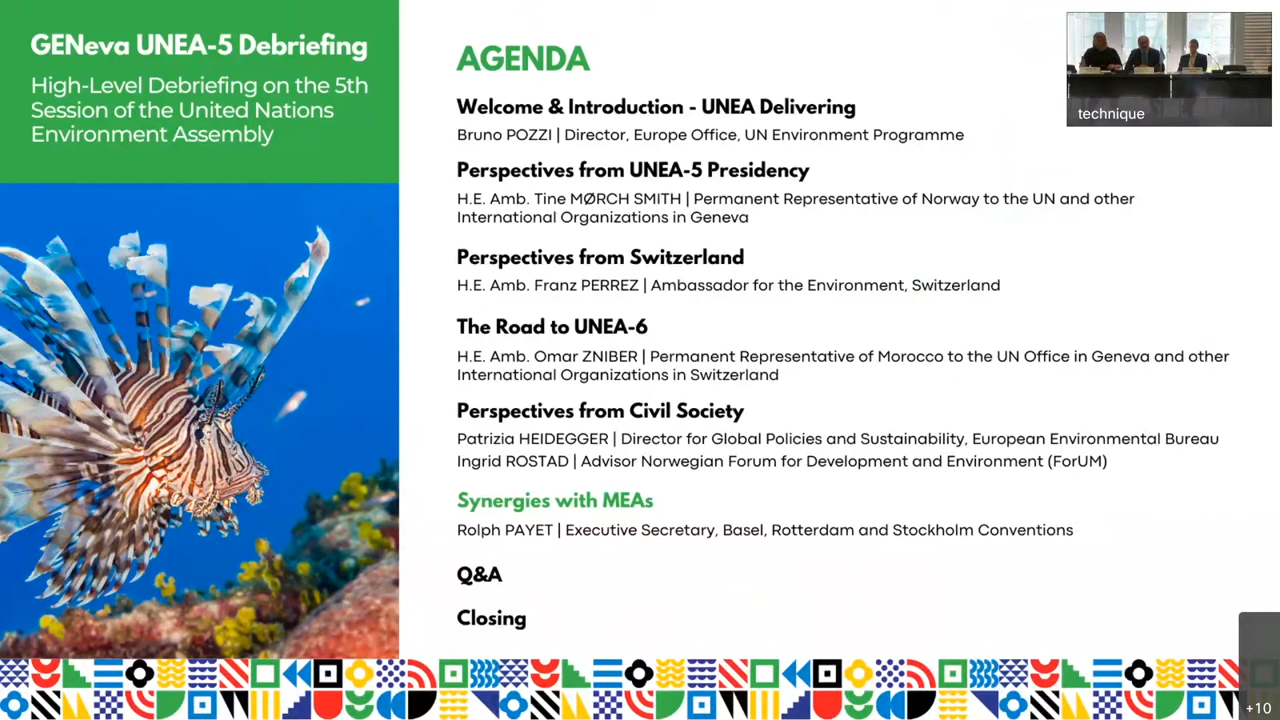 GENeva UNEA-5 Debriefing
High-Level Debriefing on the 5th
Session of the United Nations
Environment Assembly
AGENDA
Welcome & Introduction - UNEA Delivering
Bruno POZZI | Director, Europe Office, UN Environment Programme
Perspectives from UNEA-5 Presidency
H.E. Amb. Tine MØRCH SMITH | Permanent Representative of Norway to the UN and other
International Organizations in Geneva
Perspectives from Switzerland
H.E. Amb. Franz PERREZ | Ambassador for the Environment, Switzerland
The Road to UNEA-6
H.E. Amb. Omar ZNIBER | Permanent Representative of Morocco to the UN Office in Geneva and other
International Organizations in Switzerland
Perspectives from Civil Society
Patrizia HEIDEGGER | Director for Global Policies and Sustainability, European Environmental Bureau
Ingrid ROSTAD | Advisor Norwegian Forum for Development and Environment (ForUM)
Synergies with MEAs
Rolph PAYET | Executive Secretary, Basel, Rotterdam and Stockholm Conventions
Q&A
Closing
technique
+10